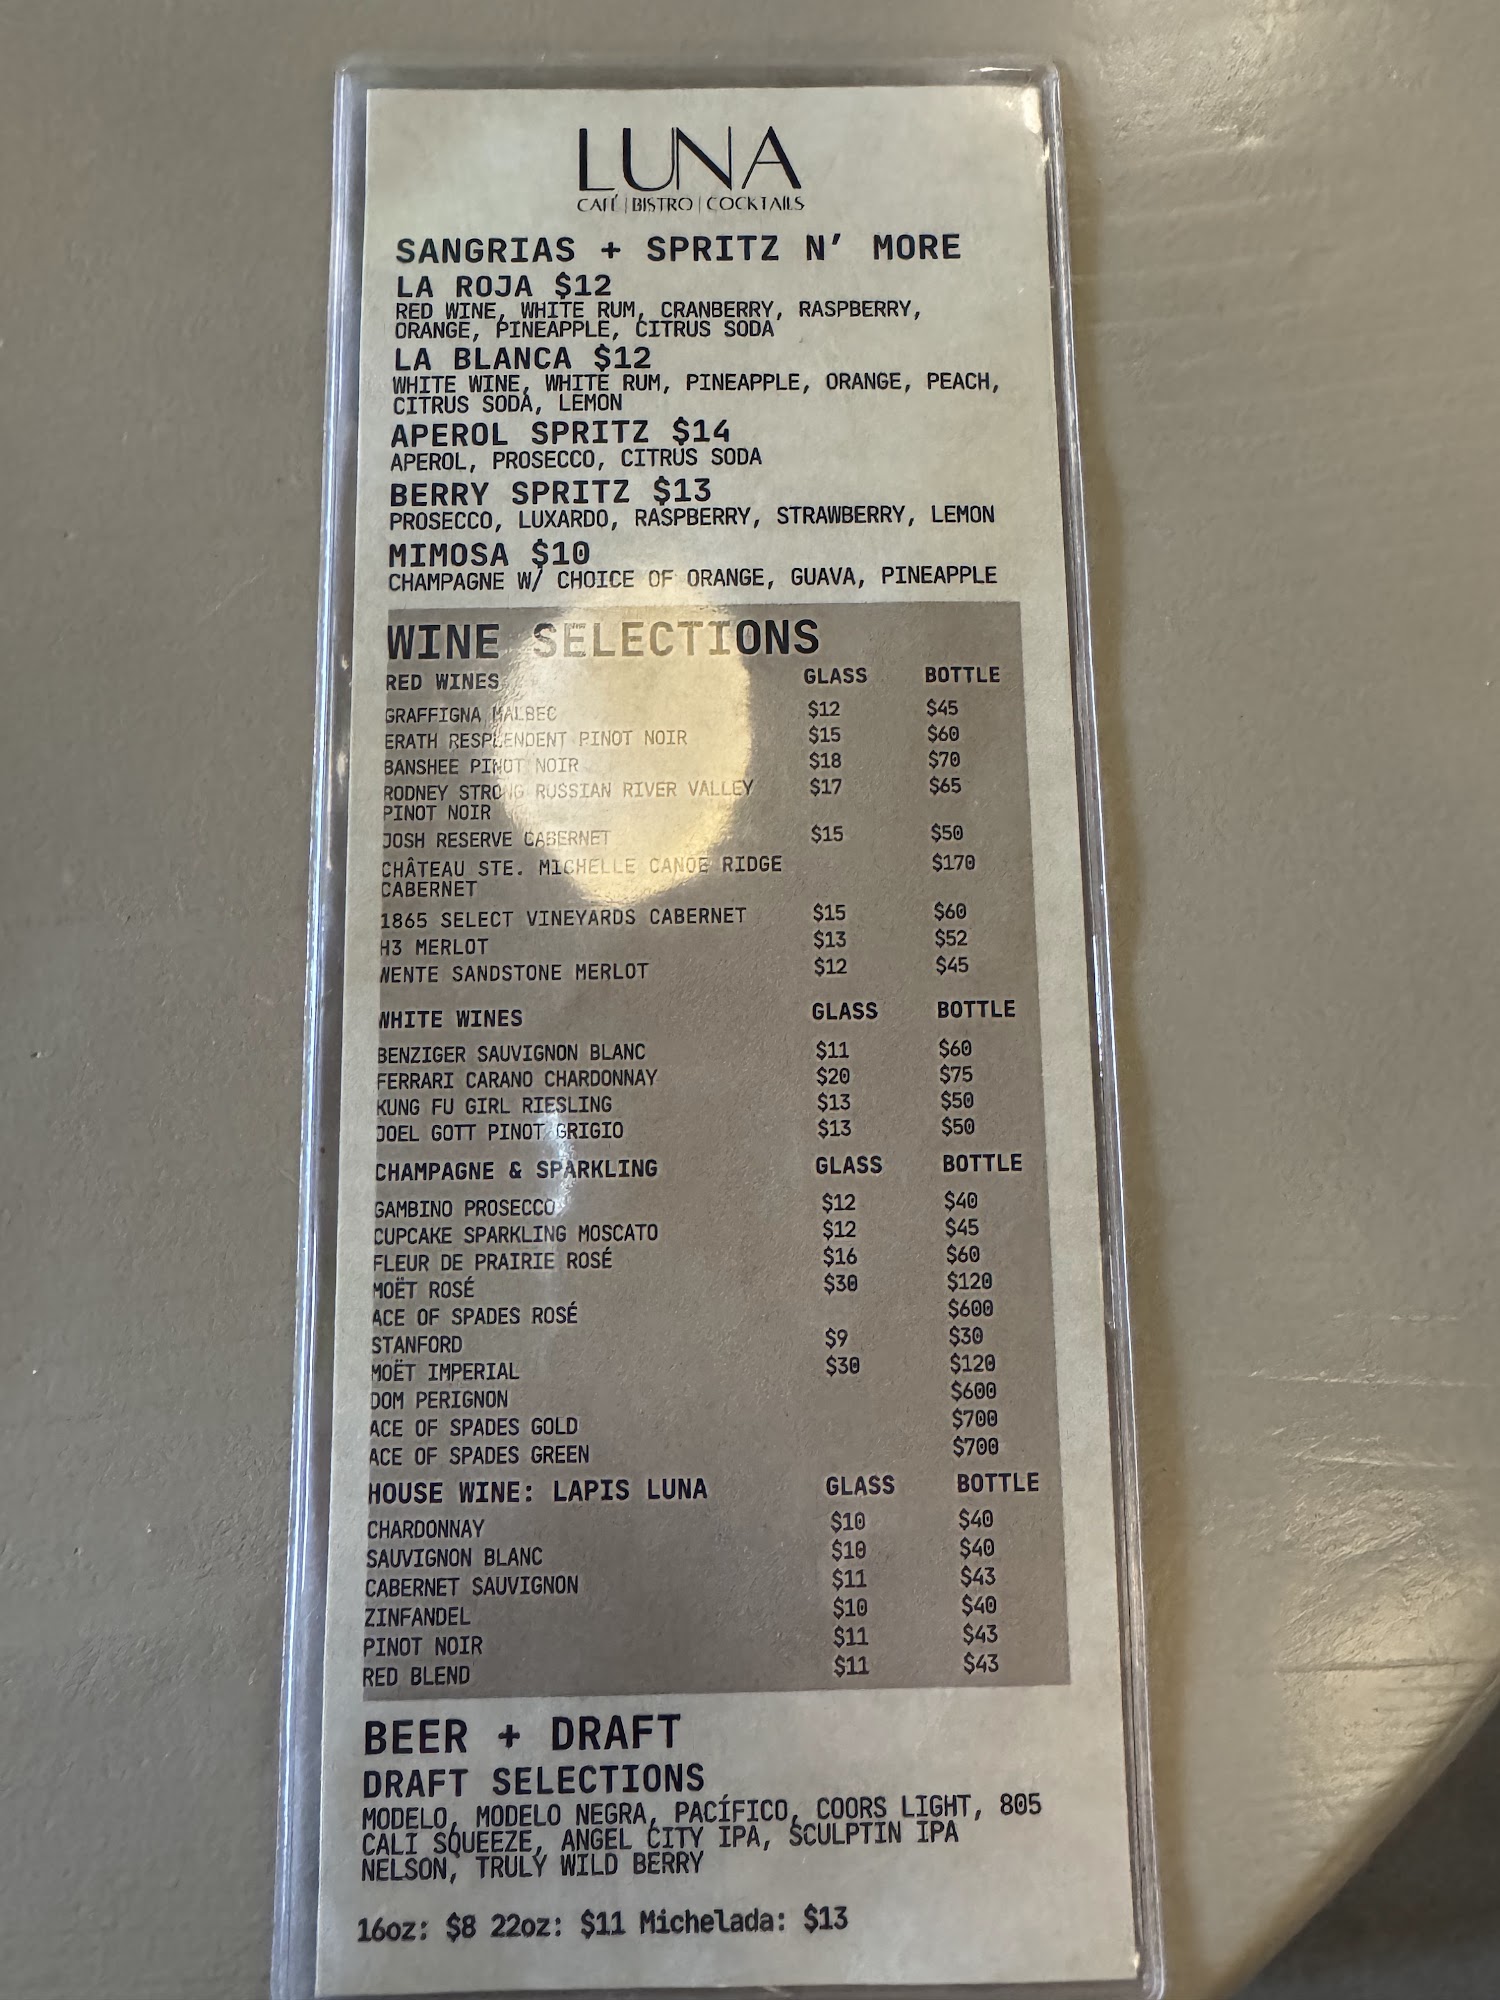 LUNA
CAFÉ | BISTRO | COCKTAILS
SANGRIAS + SPRITZ N' MORE
LA ROJA $12
RED WINE, WHITE RUM, CRANBERRY, RASPBERRY,
ORANGE, PINEAPPLE, CITRUS SODA
LA BLANCA $12
WHITE WINE, WHITE RUM, PINEAPPLE, ORANGE, PEACH,
CITRUS SODA, LEMON
APEROL SPRITZ $14
APEROL, PROSECCO, CITRUS SODA
BERRY SPRITZ $13
PROSECCO, LUXARDO, RASPBERRY, STRAWBERRY, LEMON
MIMOSA $10
CHAMPAGNE W/ CHOICE OF ORANGE, GUAVA, PINEAPPLE
WINE SELECTIONS
RED WINES GLASS BOTTLE
GRAFFIGNA MALBEC $12 $45
ERATH RESPLENDENT PINOT NOIR $15 $60
BANSHEE PINOT NOIR $18 $70
RODNEY STRONG RUSSIAN RIVER VALLEY $17 $65
PINOT NOIR
JOSH RESERVE CABERNET $15 $50
CHÂTEAU STE. MICHELLE CANOE RIDGE $170
CABERNET
1865 SELECT VINEYARDS CABERNET $15 $60
H3 MERLOT $13 $52
WENTE SANDSTONE MERLOT $12 $45
WHITE WINES GLASS BOTTLE
BENZIGER SAUVIGNON BLANC $11 $60
FERRARI CARANO CHARDONNAY $20 $75
KUNG FU GIRL RIESLING $13 $50
JOEL GOTT PINOT GRIGIO $13 $50
CHAMPAGNE & SPARKLING GLASS BOTTLE
GAMBINO PROSECCO $12 $40
CUPCAKE SPARKLING MOSCATO $12 $45
FLEUR DE PRAIRIE ROSÉ $16 $60
MOËT ROSÉ $30 $120
ACE OF SPADES ROSÉ $600
STANFORD $9 $30
MOËT IMPERIAL $30 $120
DOM PERIGNON $600
ACE OF SPADES GOLD $700
ACE OF SPADES GREEN $700
HOUSE WINE: LAPIS LUNA GLASS BOTTLE
CHARDONNAY $10 $40
SAUVIGNON BLANC $10 $40
CABERNET SAUVIGNON $11 $43
ZINFANDEL $10 $40
PINOT NOIR $11 $43
RED BLEND $11 $43
BEER + DRAFT
DRAFT SELECTIONS
MODELO, MODELO NEGRA, PACÍFICO, COORS LIGHT, 805
CALI SQUEEZE, ANGEL CITY IPA, SCULPTIN IPA
NELSON, TRULY WILD BERRY
16oz: $8 22oz: $11 Michelada: $13